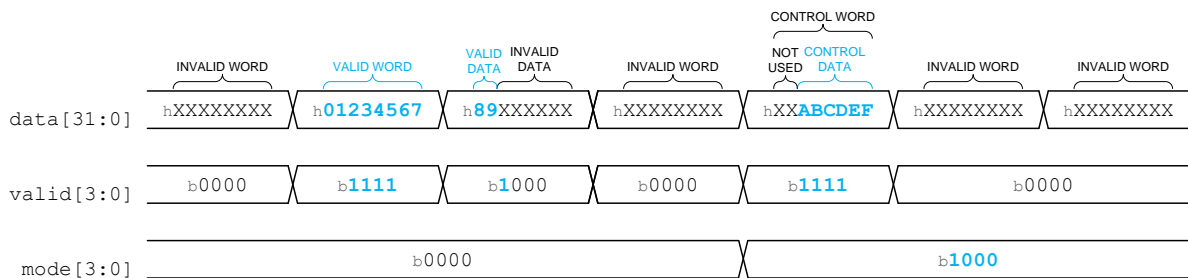 CONTROL WORD
INVALID WORD VALID WORD VALID DATA INVALID DATA INVALID WORD NOT USED CONTROL DATA INVALID WORD INVALID WORD
data[31:0] hXXXXXXXX h01234567 h89XXXXXX hXXXXXXXX hXXABCDEF hXXXXXXXX hXXXXXXXX
valid[3:0] b0000 b1111 b1000 b0000 b1111 b0000
mode[3:0] b0000 b1000